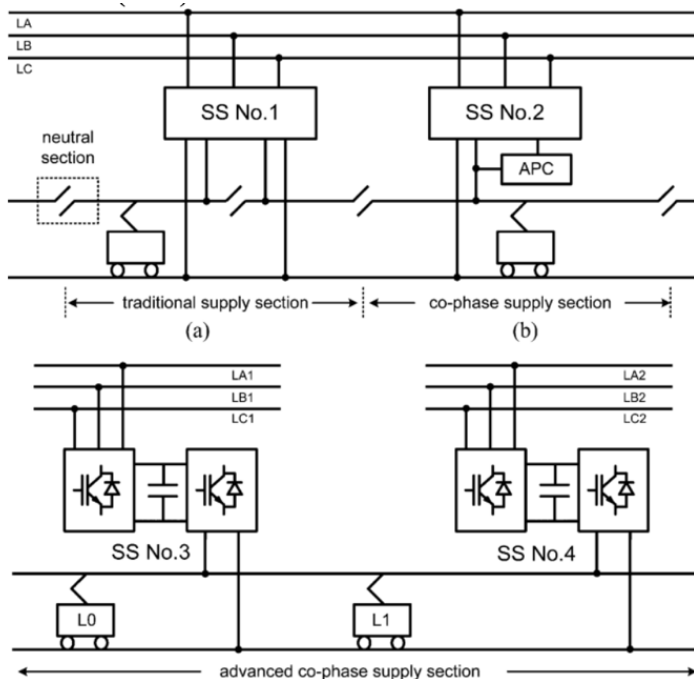 LA
LB
LC
SS No.1
SS No.2
neutral
section
APC
traditional supply section
co-phase supply section
(a)
(b)
LA1
LB1
LC1
LA2
LB2
LC2
SS No.3
SS No.4
L0
L1
advanced co-phase supply section